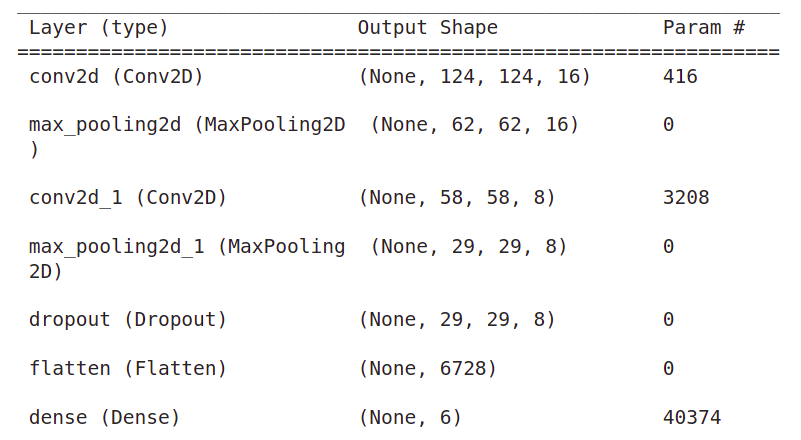 Layer (type) Output Shape Param #
=================================================================
conv2d (Conv2D) (None, 124, 124, 16) 416
max_pooling2d (MaxPooling2D (None, 62, 62, 16) 0
)
conv2d_1 (Conv2D) (None, 58, 58, 8) 3208
max_pooling2d_1 (MaxPooling (None, 29, 29, 8) 0
2D)
dropout (Dropout) (None, 29, 29, 8) 0
flatten (Flatten) (None, 6728) 0
dense (Dense) (None, 6) 40374